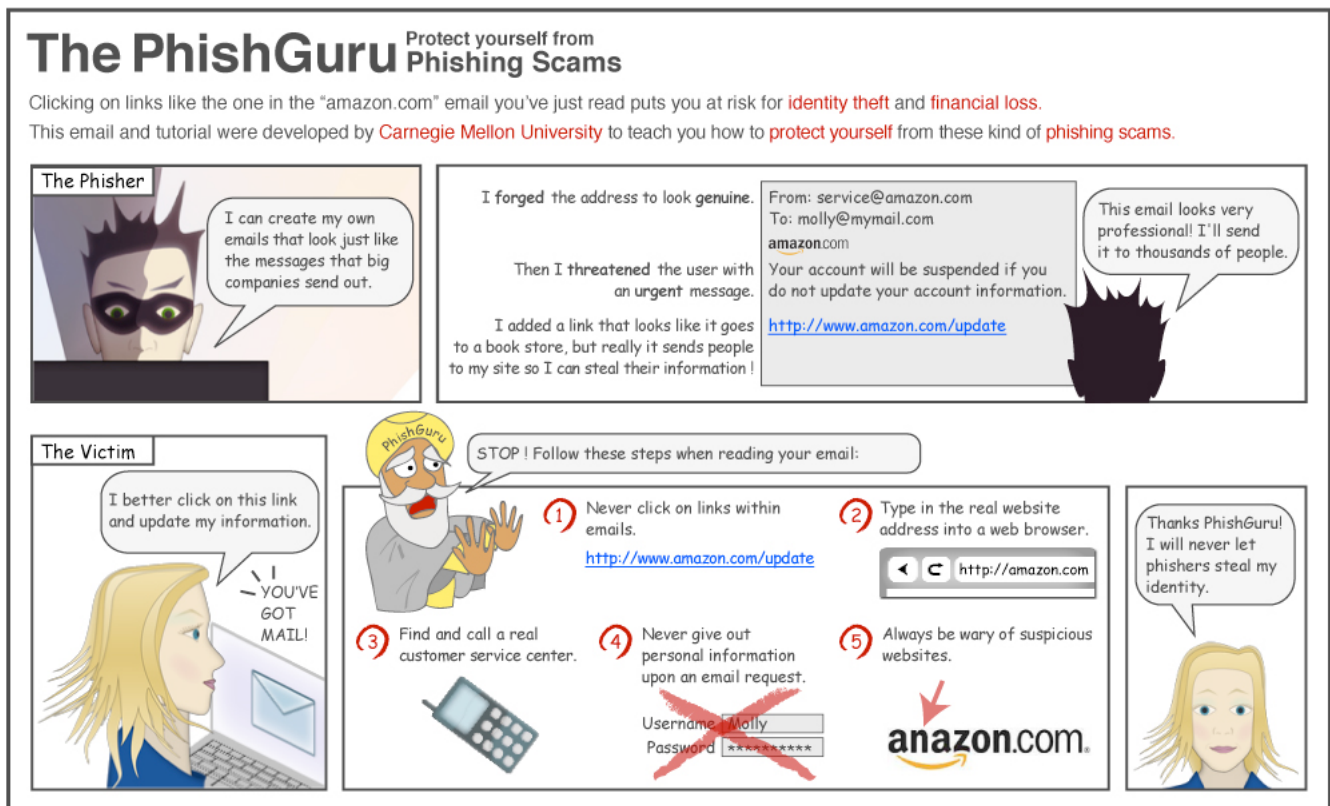 The PhishGuru Protect yourself from
Phishing Scams
Clicking on links like the one in the “amazon.com” email you’ve just read puts you at risk for identity theft and financial loss.
This email and tutorial were developed by Carnegie Mellon University to teach you how to protect yourself from these kind of phishing scams.
The Phisher
I can create my own
emails that look just like
the messages that big
companies send out.
I forged the address to look genuine.
Then I threatened the user with
an urgent message.
I added a link that looks like it goes
to a book store, but really it sends people
to my site so I can steal their information !
From: service@amazon.com
To: molly@mymail.com
amazon.com
Your account will be suspended if you
do not update your account information.
http://www.amazon.com/update
This email looks very
professional! I'll send
it to thousands of people.
The Victim
I better click on this link
and update my information.
YOU'VE
GOT
MAIL!
PhishGuru
STOP ! Follow these steps when reading your email:
1 Never click on links within
emails.
http://www.amazon.com/update
2 Type in the real website
address into a web browser.
http://amazon.com
3 Find and call a real
customer service center.
4 Never give out
personal information
upon an email request.
Username Molly
Password **********
5 Always be wary of suspicious
websites.
anazon.com.
Thanks PhishGuru!
I will never let
phishers steal my
identity.